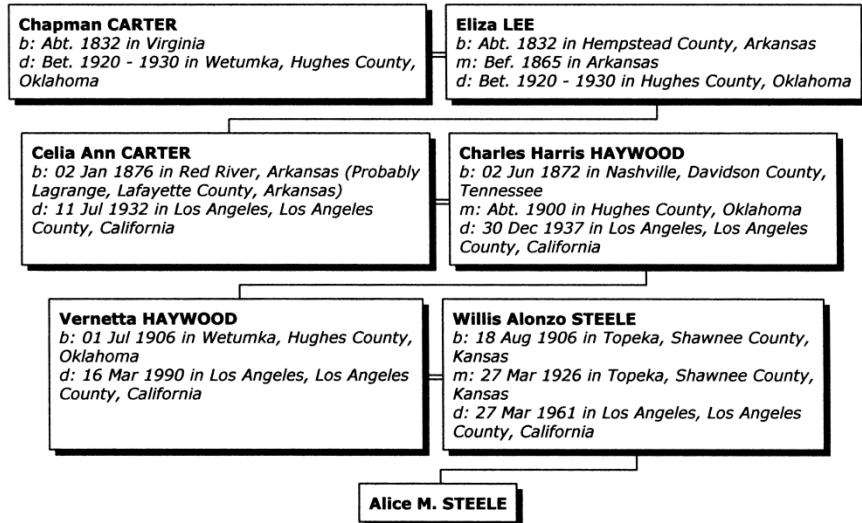 Chapman CARTER
b: Abt. 1832 in Virginia
d: Bet. 1920 - 1930 in Wetumka, Hughes County,
Oklahoma
Eliza LEE
b: Abt. 1832 in Hempstead County, Arkansas
m: Bef. 1865 in Arkansas
d: Bet. 1920 - 1930 in Hughes County, Oklahoma
Celia Ann CARTER
b: 02 Jan 1876 in Red River, Arkansas (Probably
Lagrange, Lafayette County, Arkansas)
d: 11 Jul 1932 in Los Angeles, Los Angeles
County, California
Charles Harris HAYWOOD
b: 02 Jun 1872 in Nashville, Davidson County,
Tennessee
m: Abt. 1900 in Hughes County, Oklahoma
d: 30 Dec 1937 in Los Angeles, Los Angeles
County, California
Vernetta HAYWOOD
b: 01 Jul 1906 in Wetumka, Hughes County,
Oklahoma
d: 16 Mar 1990 in Los Angeles, Los Angeles
County, California
Willis Alonzo STEELE
b: 18 Aug 1906 in Topeka, Shawnee County,
Kansas
m: 27 Mar 1926 in Topeka, Shawnee County,
Kansas
d: 27 Mar 1961 in Los Angeles, Los Angeles
County, California
Alice M. STEELE